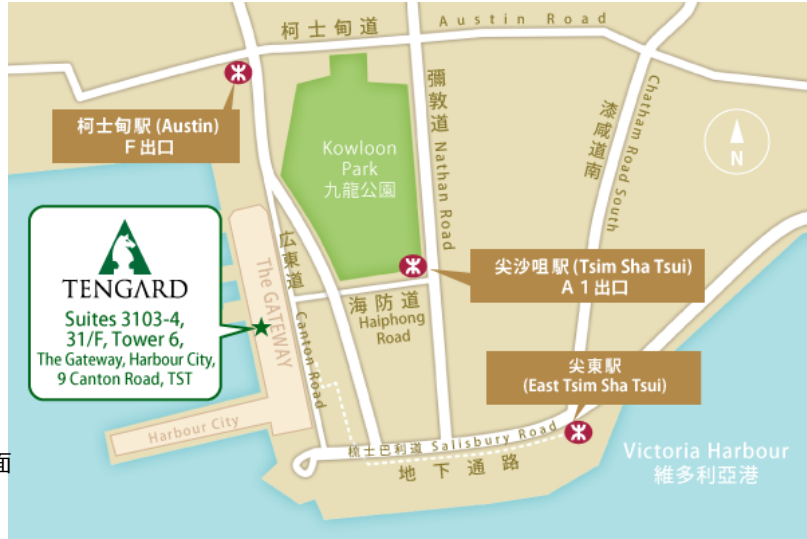 柯士甸道
Austin Road
柯士甸駅 (Austin)
F 出口
Kowloon
Park
九龍公園
彌敦道 Nathan Road
漆咸道南
Chatham Road South
N
TENGARD
Suites 3103-4,
31/F, Tower 6,
The Gateway, Harbour City,
9 Canton Road, TST
The GATEWAY
広東道
Canton Road
尖沙咀駅 (Tsim Sha Tsui)
A 1 出口
海防道
Haiphong
Road
尖東駅
(East Tsim Sha Tsui)
Harbour City
梳士巴利道 Salisbury Road
地下通路
Victoria Harbour
維多利亞港
面